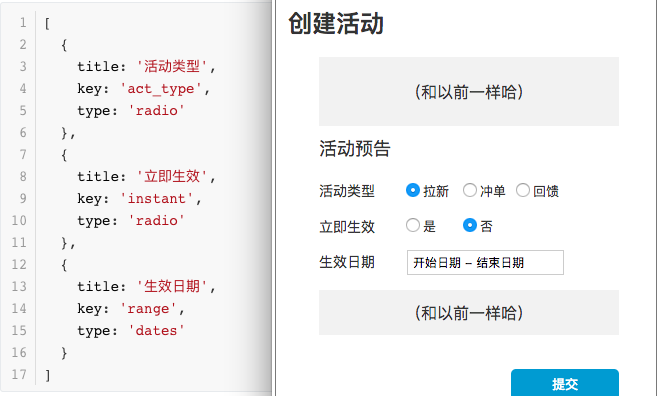 1 [
2 {
3 title: '活动类型',
4 key: 'act_type',
5 type: 'radio'
6 },
7 {
8 title: '立即生效',
9 key: 'instant',
10 type: 'radio'
11 },
12 {
13 title: '生效日期',
14 key: 'range',
15 type: 'dates'
16 }
17 ]
创建活动
(和以前一样哈)
活动预告
活动类型 拉新 冲单 回馈
立即生效 是 否
生效日期 开始日期 – 结束日期
(和以前一样哈)
提交